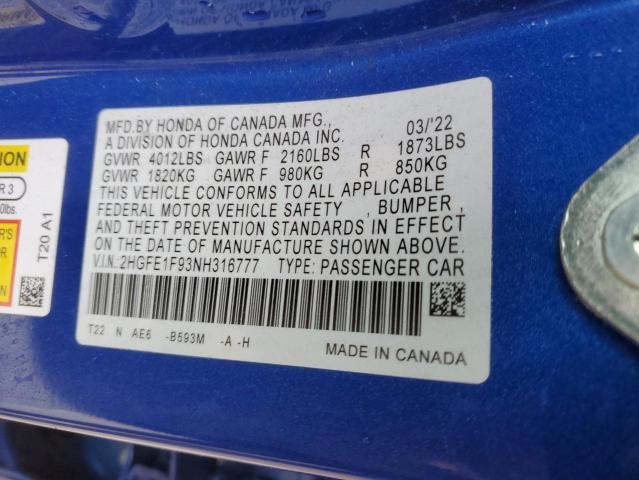 MFD.BY HONDA OF CANADA MFG., 03/'22
A DIVISION OF HONDA CANADA INC.
GVWR 4012LBS GAWR F 2160LBS R 1873LBS
GVWR 1820KG GAWR F 980KG R 850KG
THIS VEHICLE CONFORMS TO ALL APPLICABLE
FEDERAL MOTOR VEHICLE SAFETY , BUMPER ,
AND THEFT PREVENTION STANDARDS IN EFFECT
ON THE DATE OF MANUFACTURE SHOWN ABOVE.
V.I.N.:2HGFE1F93NH316777 TYPE: PASSENGER CAR
T22 N AE6 -B593M -A -H
MADE IN CANADA
T20 A1